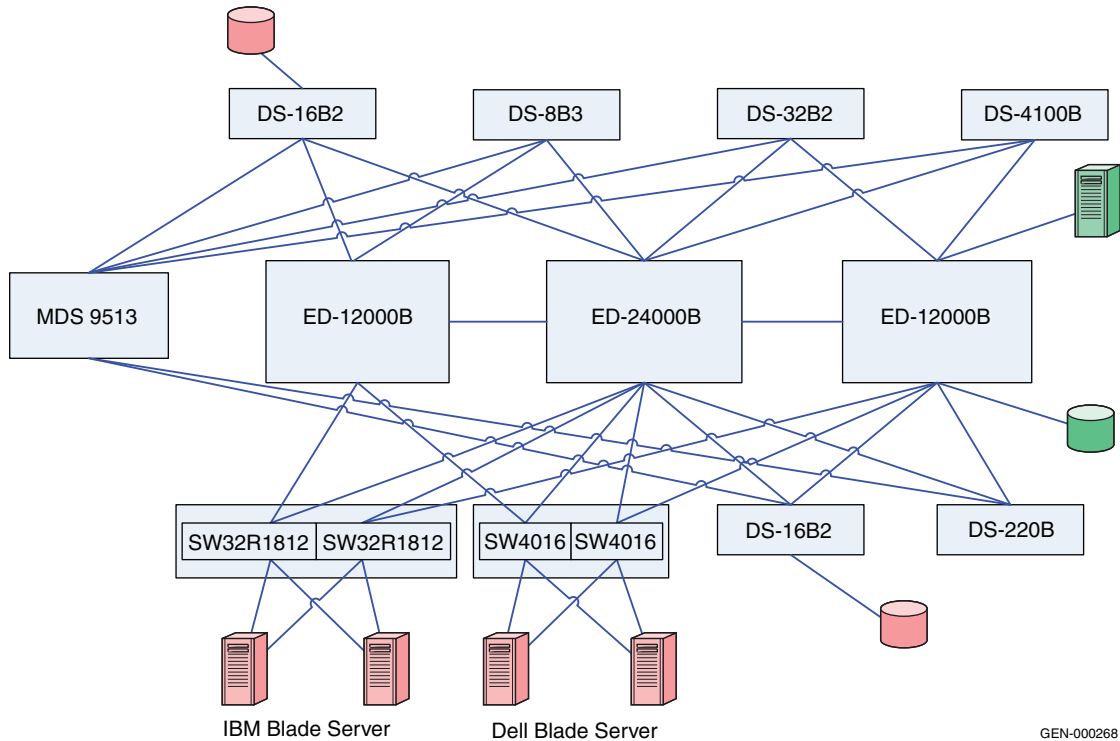 DS-16B2
DS-8B3
DS-32B2
DS-4100B
MDS 9513
ED-12000B
ED-24000B
ED-12000B
SW32R1812
SW32R1812
SW4016
SW4016
DS-16B2
DS-220B
IBM Blade Server
Dell Blade Server
GEN-000268